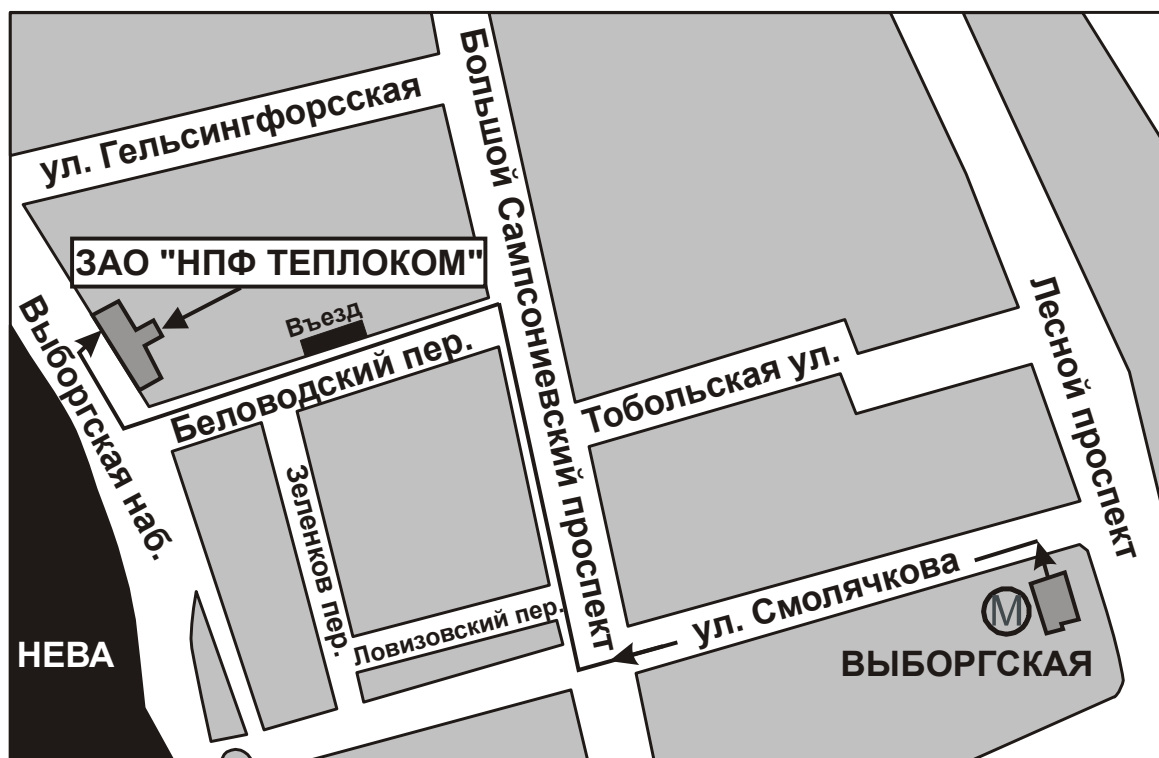 Большой Сампсониевский проспект
ул. Гельсингфорсская
ЗАО "НПФ ТЕПЛОКОМ"
Въезд
Беловодский пер.
Выборгская наб.
Тобольская ул.
Лесной проспект
Зеленков пер.
Ловизовский пер.
ул. Смолячкова
М
ВЫБОРГСКАЯ
НЕВА